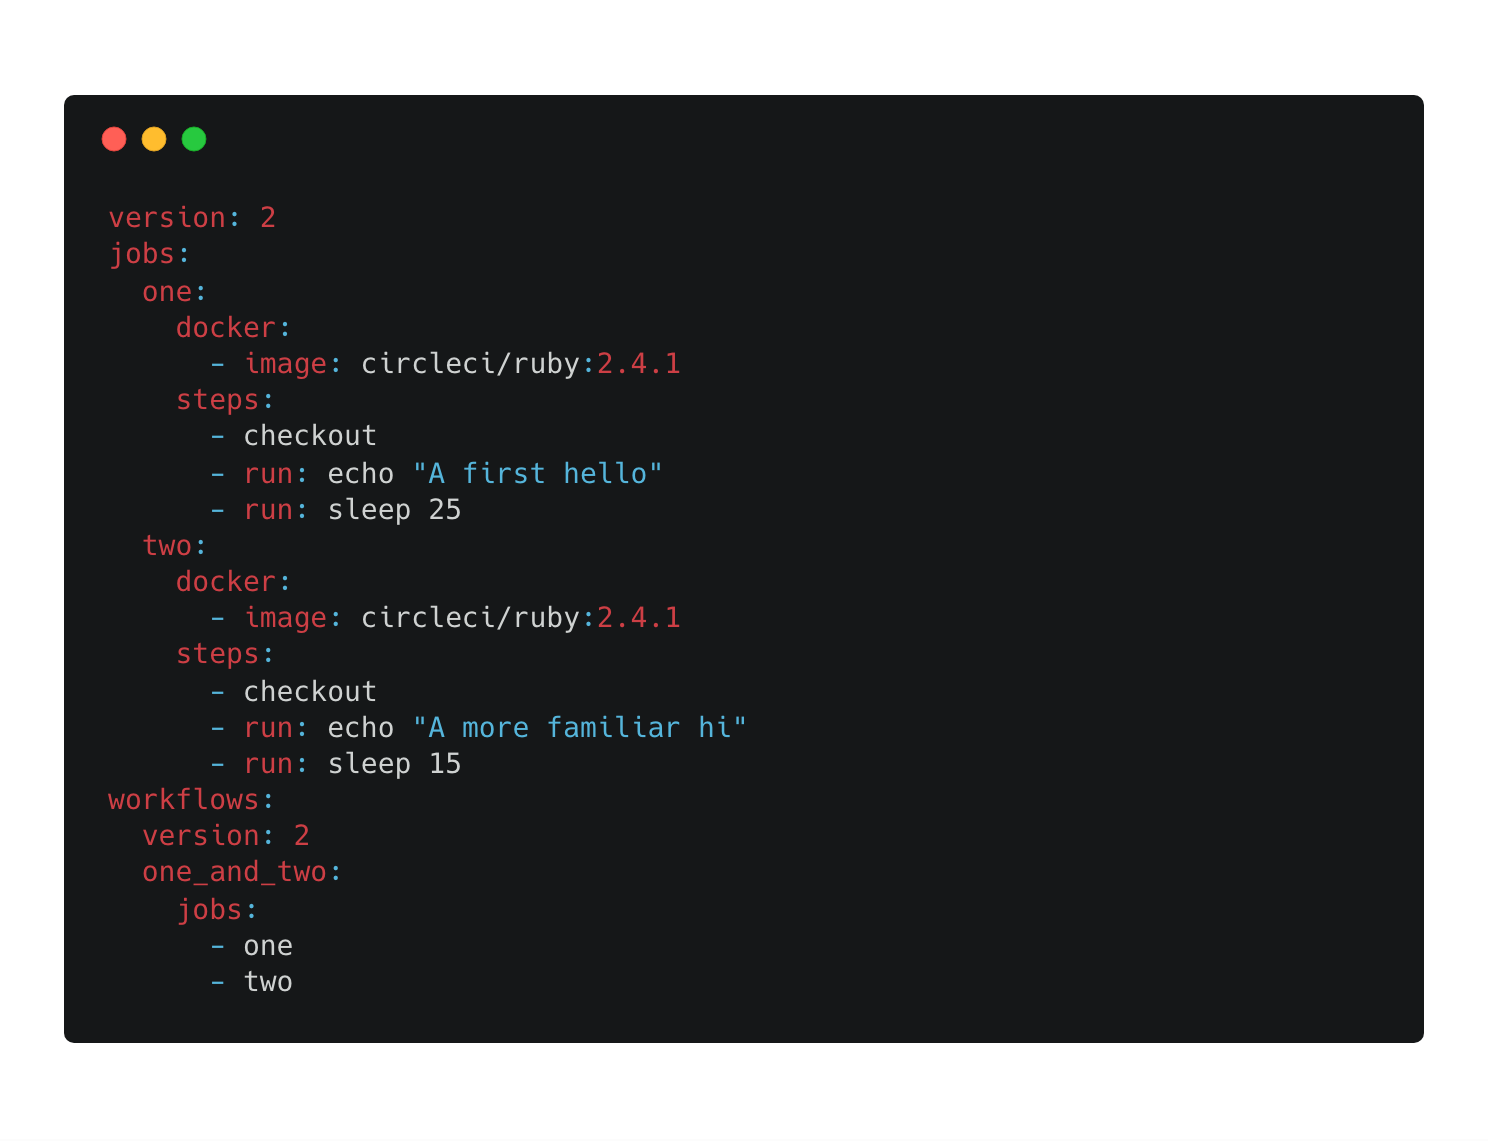 version: 2
jobs:
  one:
    docker:
      - image: circleci/ruby:2.4.1
    steps:
      - checkout
      - run: echo "A first hello"
      - run: sleep 25
  two:
    docker:
      - image: circleci/ruby:2.4.1
    steps:
      - checkout
      - run: echo "A more familiar hi"
      - run: sleep 15
workflows:
  version: 2
  one_and_two:
    jobs:
      - one
      - two